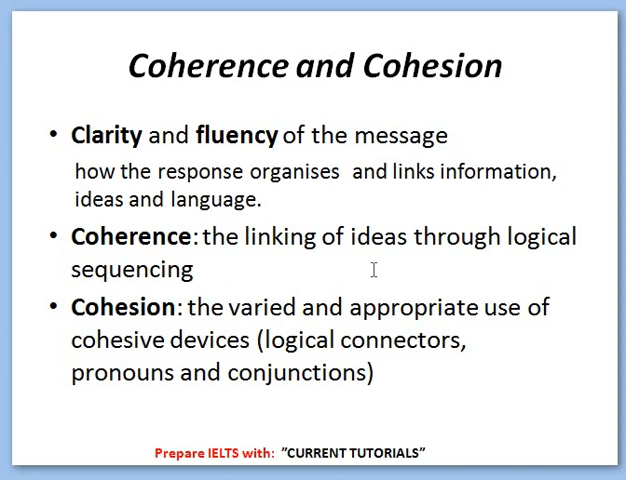 Coherence and Cohesion
• Clarity and fluency of the message
how the response organises and links information,
ideas and language.
• Coherence: the linking of ideas through logical
sequencing
• Cohesion: the varied and appropriate use of
cohesive devices (logical connectors,
pronouns and conjunctions)
Prepare IELTS with: ”CURRENT TUTORIALS”